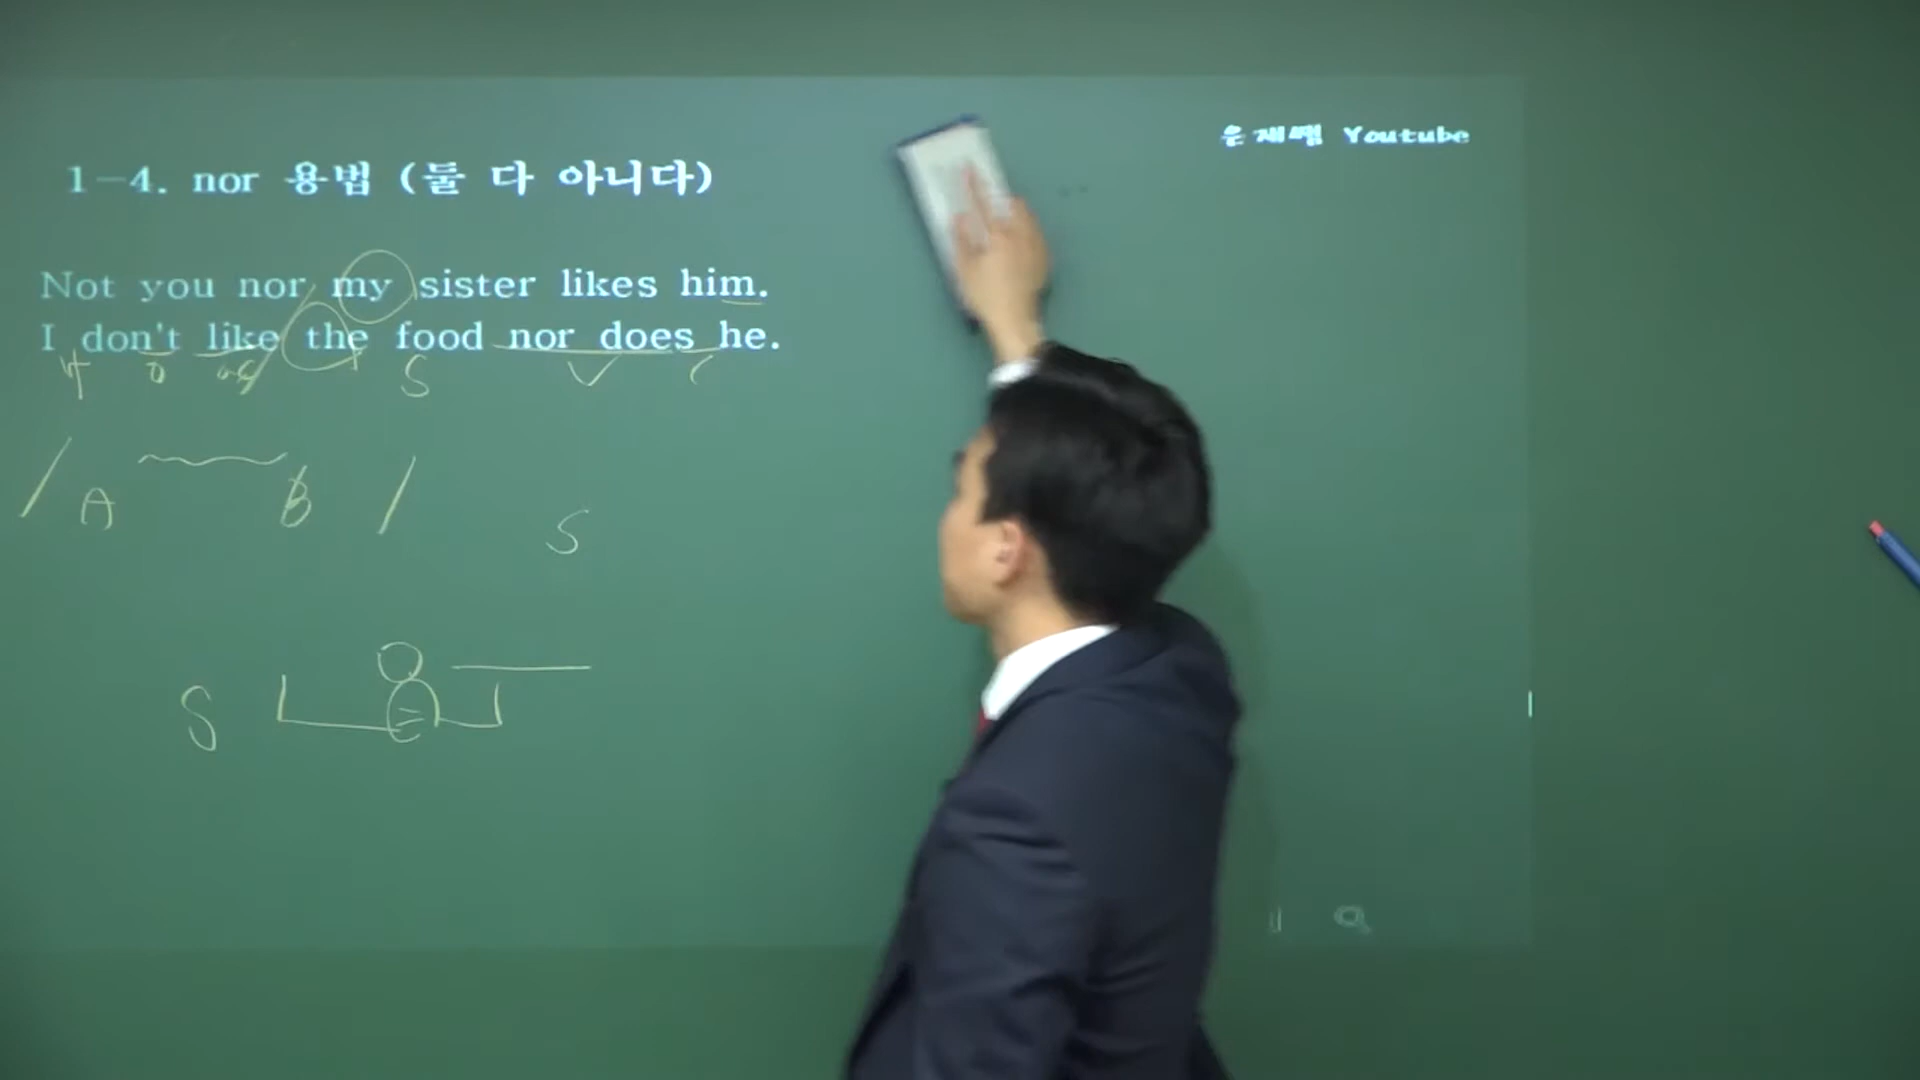 1-4. nor 용법 (둘 다 아니다)
은재쌤 Youtube
Not you nor my sister likes him.
I don't like the food nor does he.
S
A B
S
S